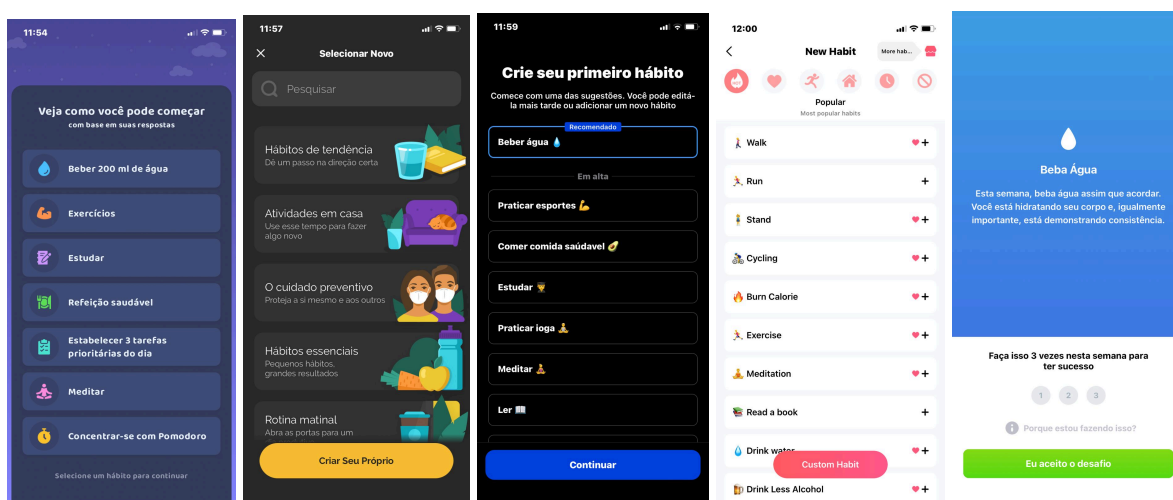 11:54
Veja como você pode começar
com base em suas respostas
Beber 200 ml de água
Exercícios
Estudar
Refeição saudável
Estabelecer 3 tarefas
prioritárias do dia
Meditar
Concentrar-se com Pomodoro
Selecione um hábito para continuar
11:57
Selecionar Novo
Pesquisar
Hábitos de tendência
Dê um passo na direção certa
Atividades em casa
Use esse tempo para fazer
algo novo
O cuidado preventivo
Proteja a si mesmo e aos outros
Hábitos essenciais
Pequenos hábitos,
grandes resultados
Rotina matinal
Abra as portas para um
Criar Seu Próprio
11:59
Crie seu primeiro hábito
Comece com uma das sugestões. Você pode editá-
la mais tarde ou adicionar um novo hábito
Recomendado
Beber água
Em alta
Praticar esportes
Comer comida saúdavel
Estudar
Praticar ioga
Meditar
Ler
Continuar
12:00
New Habit
More hab...
Popular
Most popular habits
Walk
Run
Stand
Cycling
Burn Calorie
Exercise
Meditation
Read a book
Drink water
Custom Habit
Drink Less Alcohol
Beba Água
Esta semana, beba água assim que acordar.
Você está hidratando seu corpo e, igualmente
importante, está demonstrando consistência.
Faça isso 3 vezes nesta semana para
ter sucesso
1 2 3
Porque estou fazendo isso?
Eu aceito o desafio